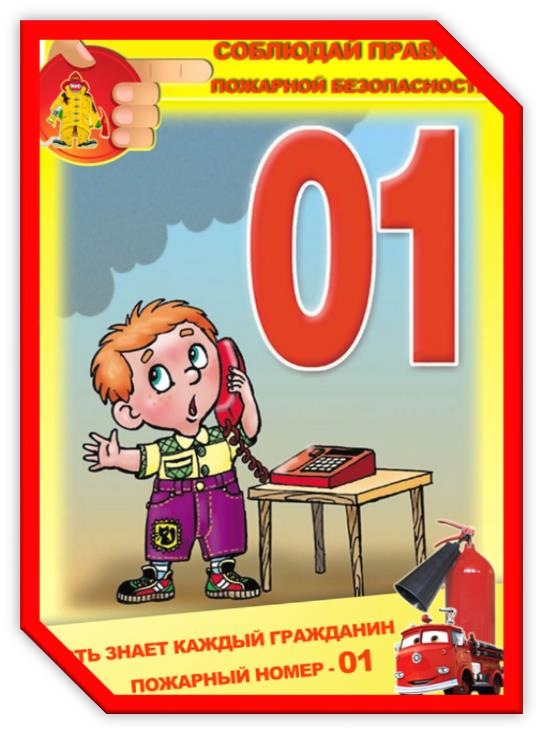 СОБЛЮДАЙ
ПОЖАРНОЙ
01
ЗНАЕТ КАЖДЫЙ ГРАЖДАНИН
ПОЖАРНЫЙ НОМЕР - 01